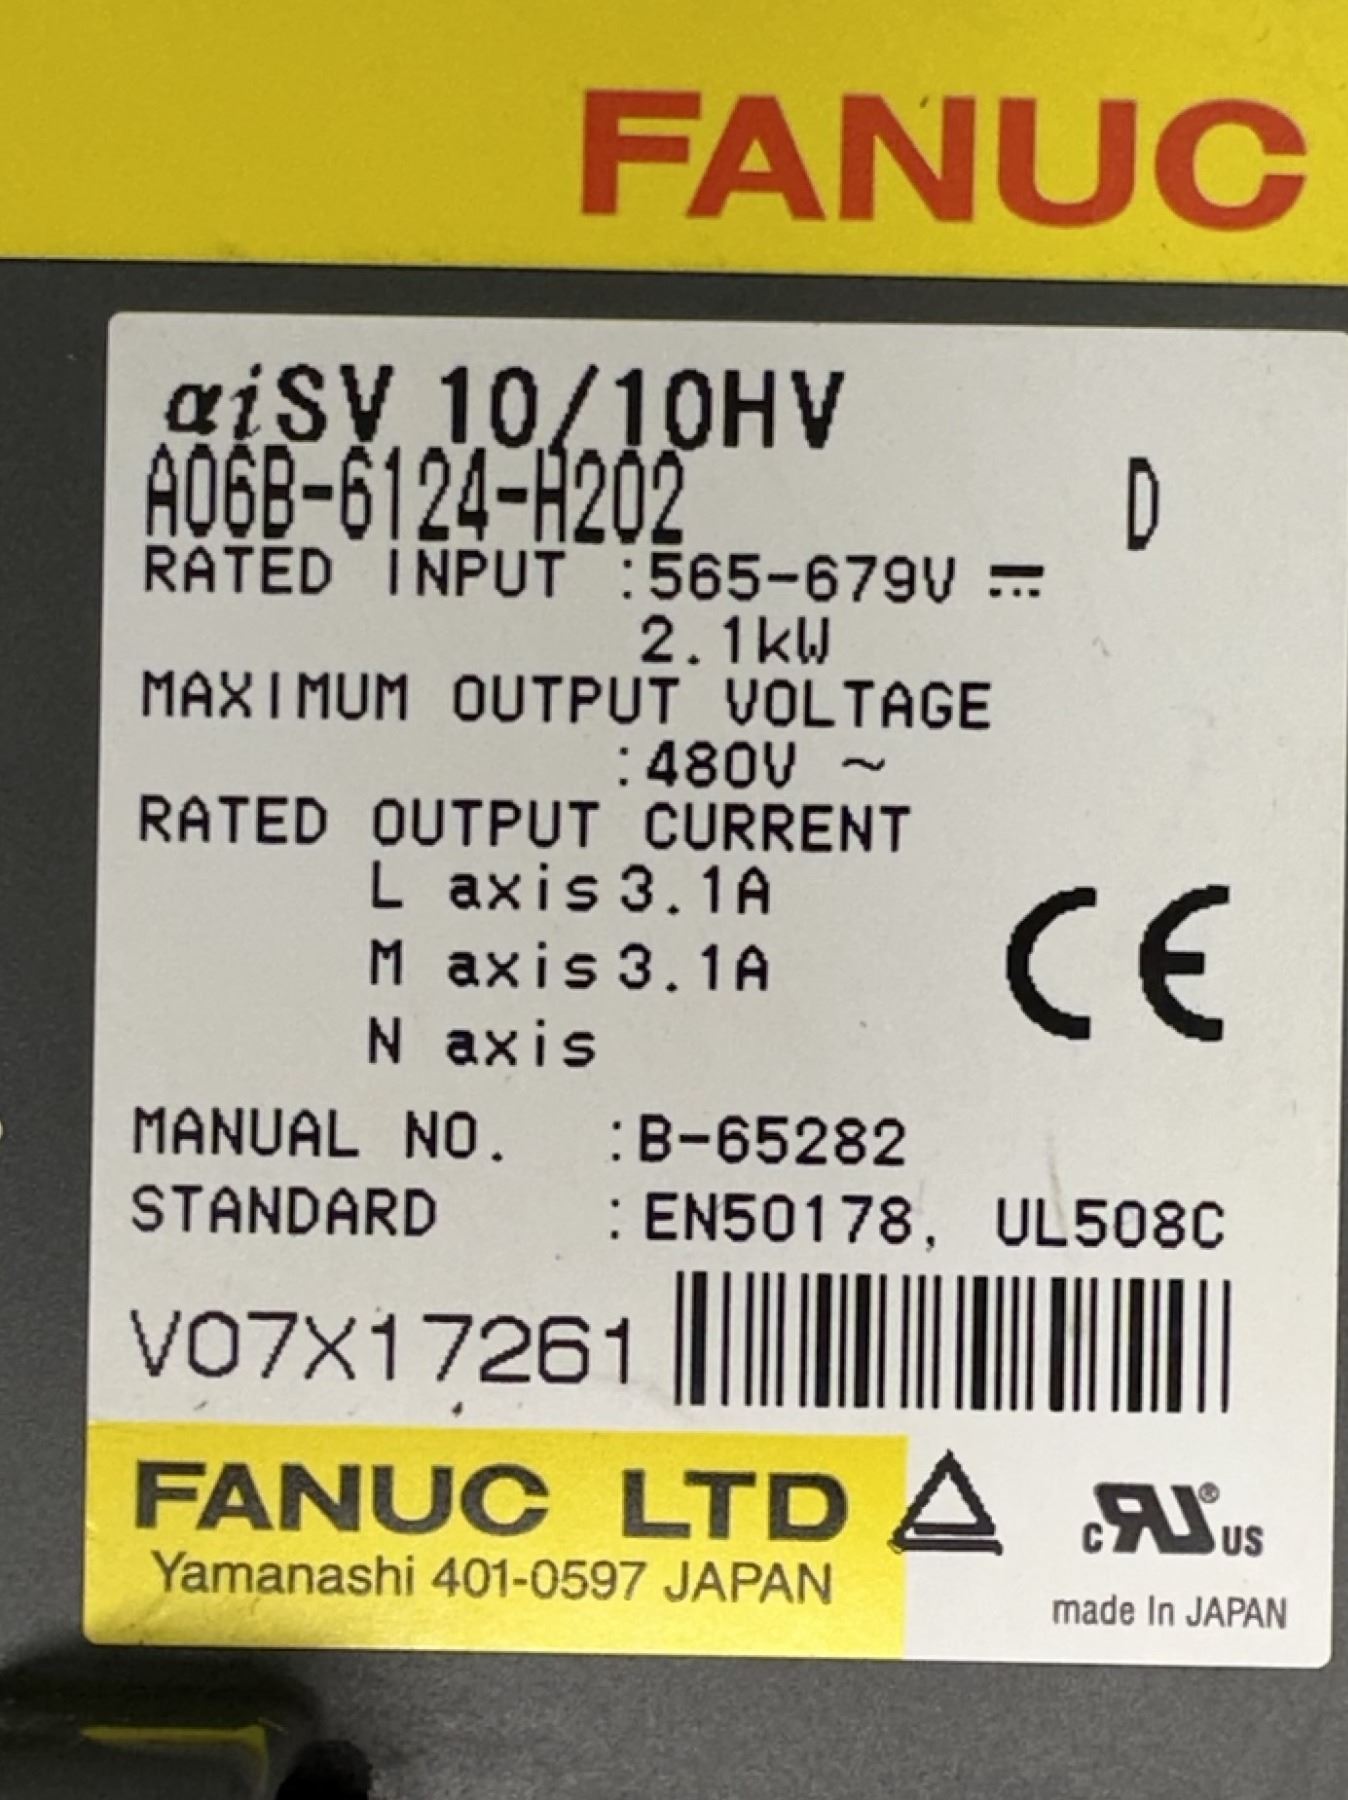 FANUC
αiSV 10/10HV
A06B-6124-H202 D
RATED INPUT :565-679V ⎓
2.1kW
MAXIMUM OUTPUT VOLTAGE
:480V ~
RATED OUTPUT CURRENT
L axis 3.1A
M axis 3.1A
N axis
CE
MANUAL NO. :B-65282
STANDARD :EN50178, UL508C
V07X17261
FANUC LTD
Yamanashi 401-0597 JAPAN
c RU ® US
made In JAPAN